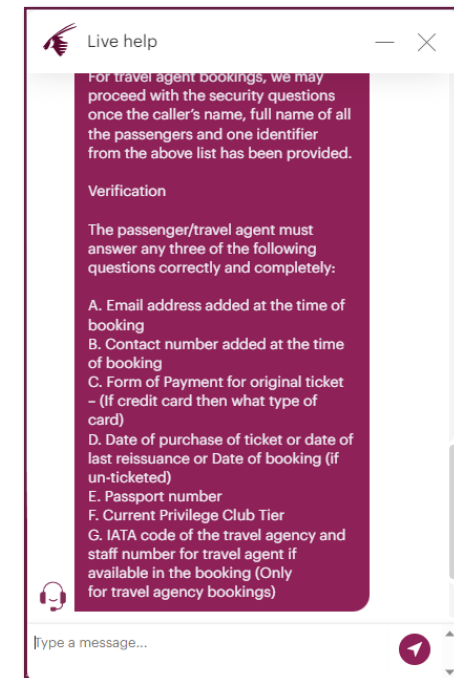 Live help
For travel agent bookings, we may
proceed with the security questions
once the caller's name, full name of all
the passengers and one identifier
from the above list has been provided.
Verification
The passenger/travel agent must
answer any three of the following
questions correctly and completely:
A. Email address added at the time of
booking
B. Contact number added at the time
of booking
C. Form of Payment for original ticket
– (If credit card then what type of
card)
D. Date of purchase of ticket or date of
last reissuance or Date of booking (if
un-ticketed)
E. Passport number
F. Current Privilege Club Tier
G. IATA code of the travel agency and
staff number for travel agent if
available in the booking (Only
for travel agency bookings)
Type a message...